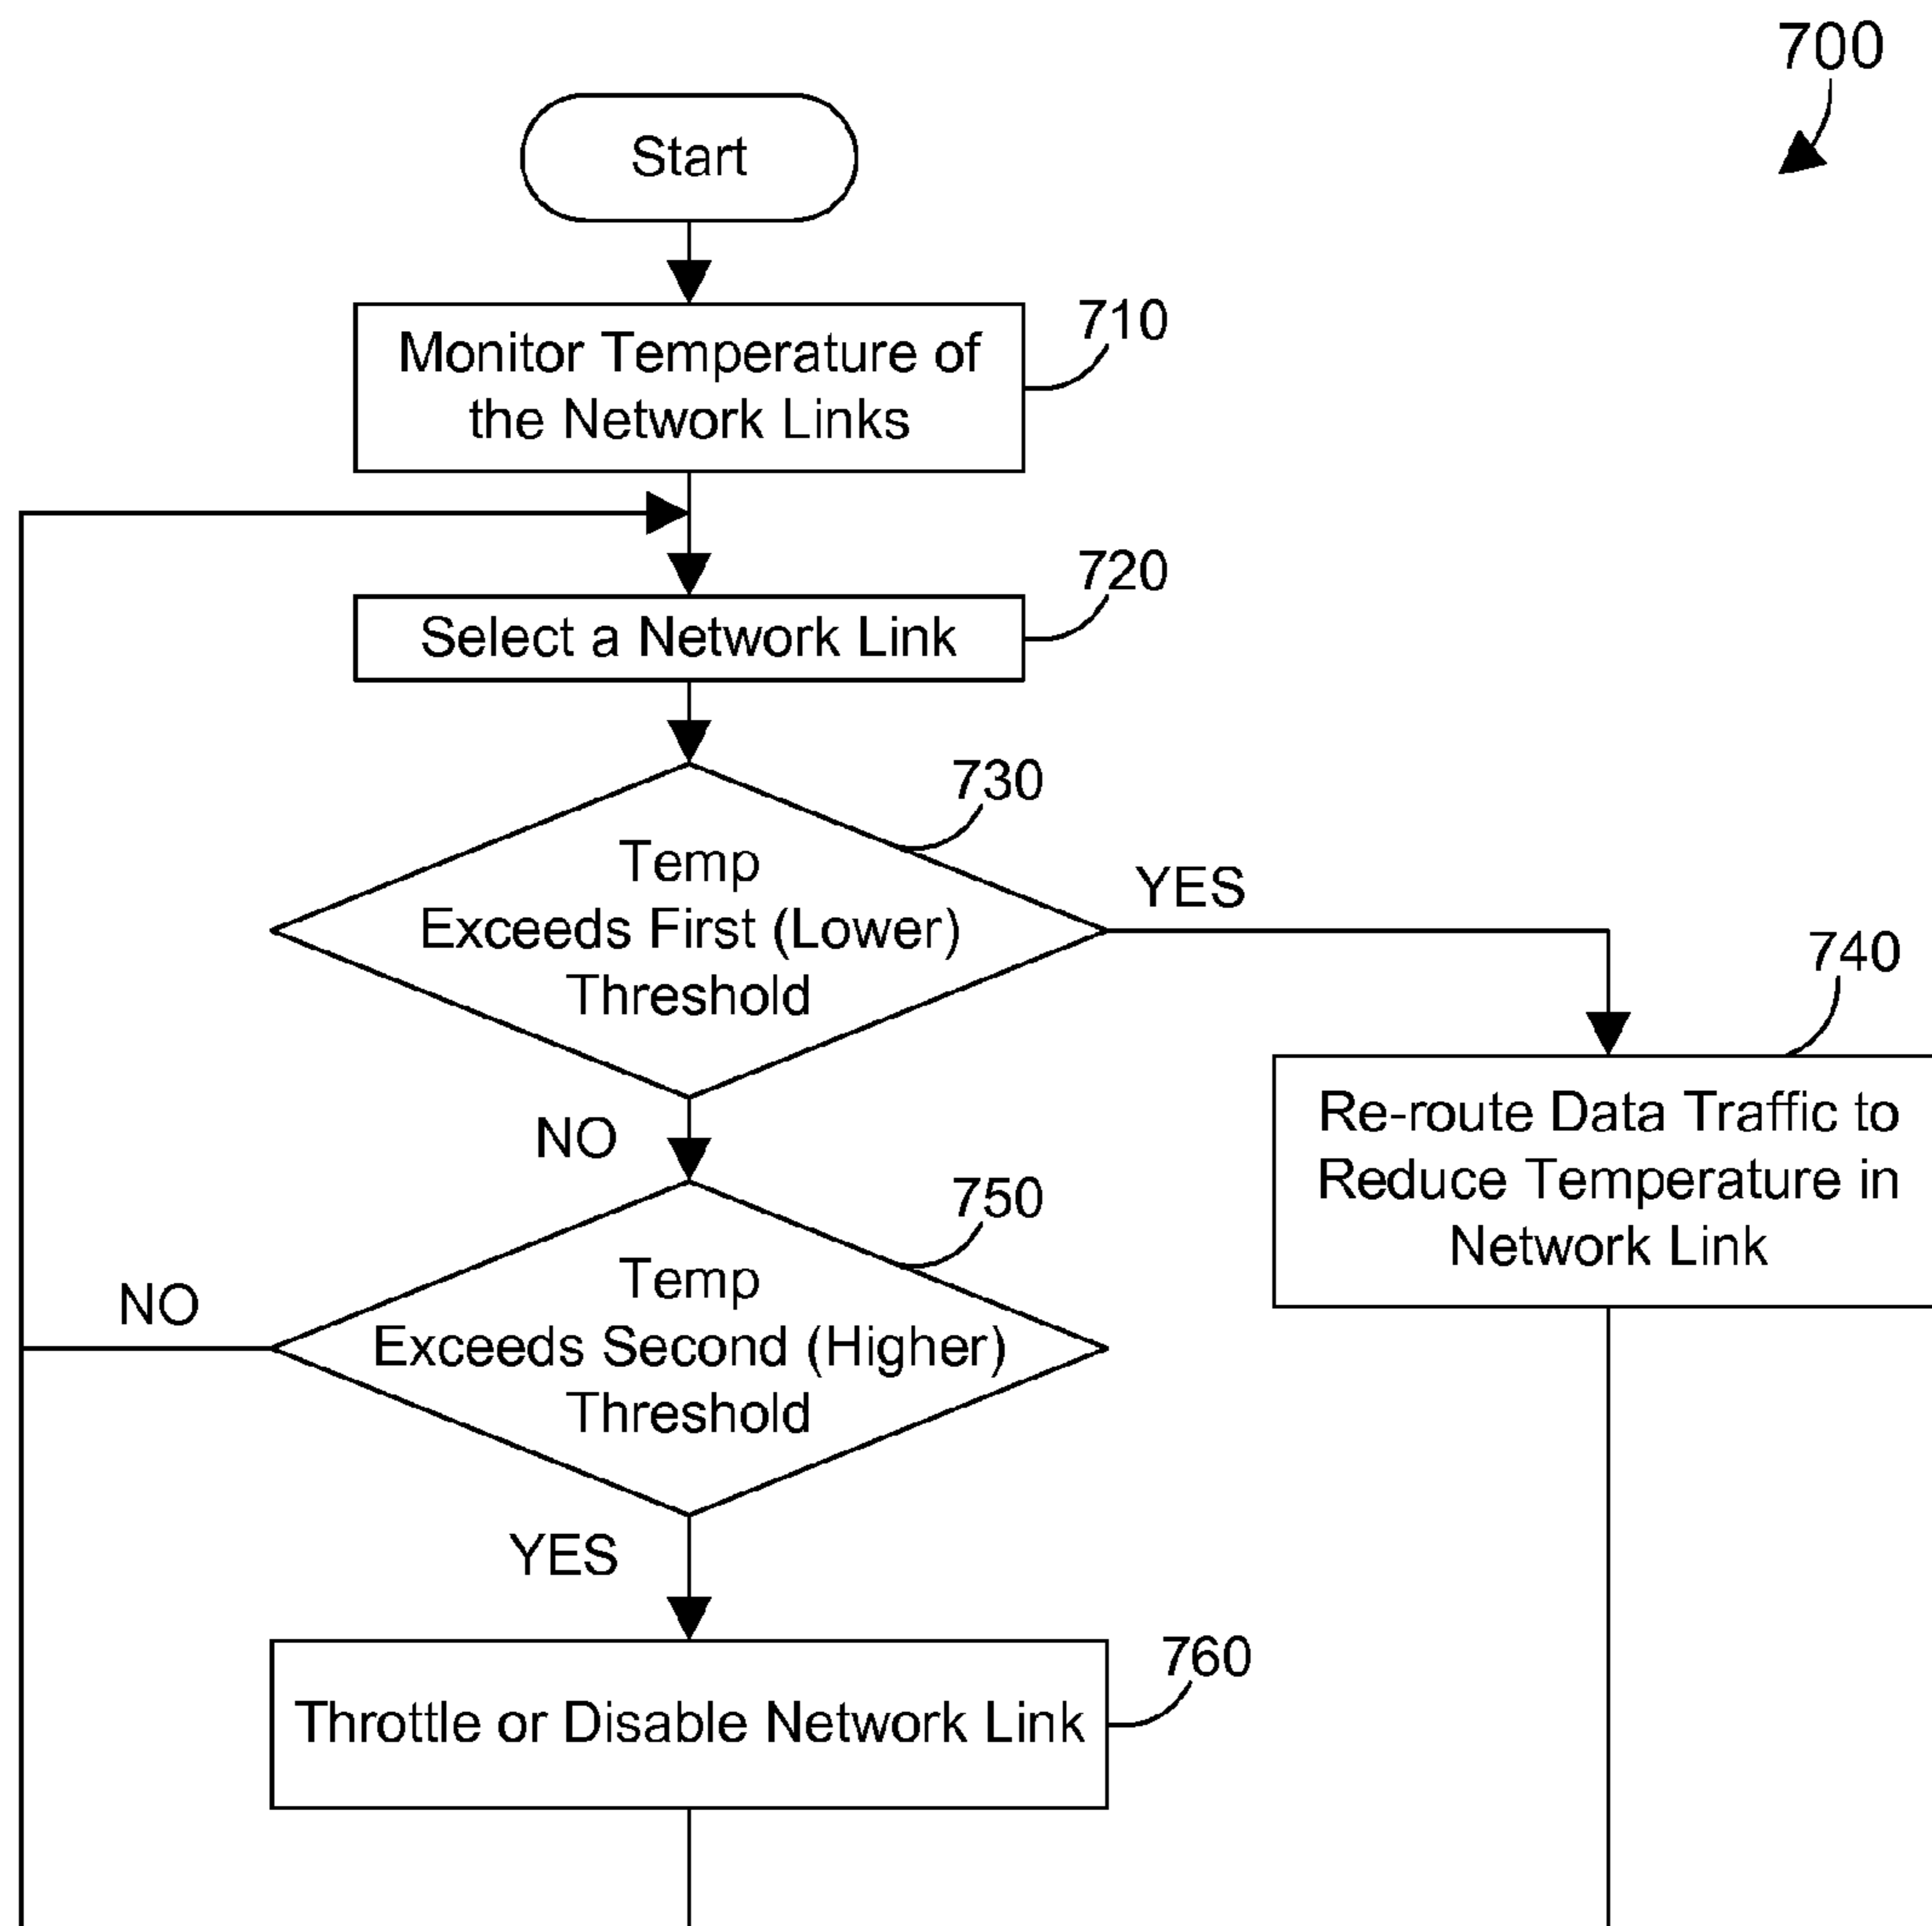 700
Start
Monitor Temperature of
the Network Links
710
Select a Network Link
720
Temp
Exceeds First (Lower)
Threshold
730
YES
NO
Re-route Data Traffic to
Reduce Temperature in
Network Link
740
Temp
Exceeds Second (Higher)
Threshold
750
NO
YES
Throttle or Disable Network Link
760